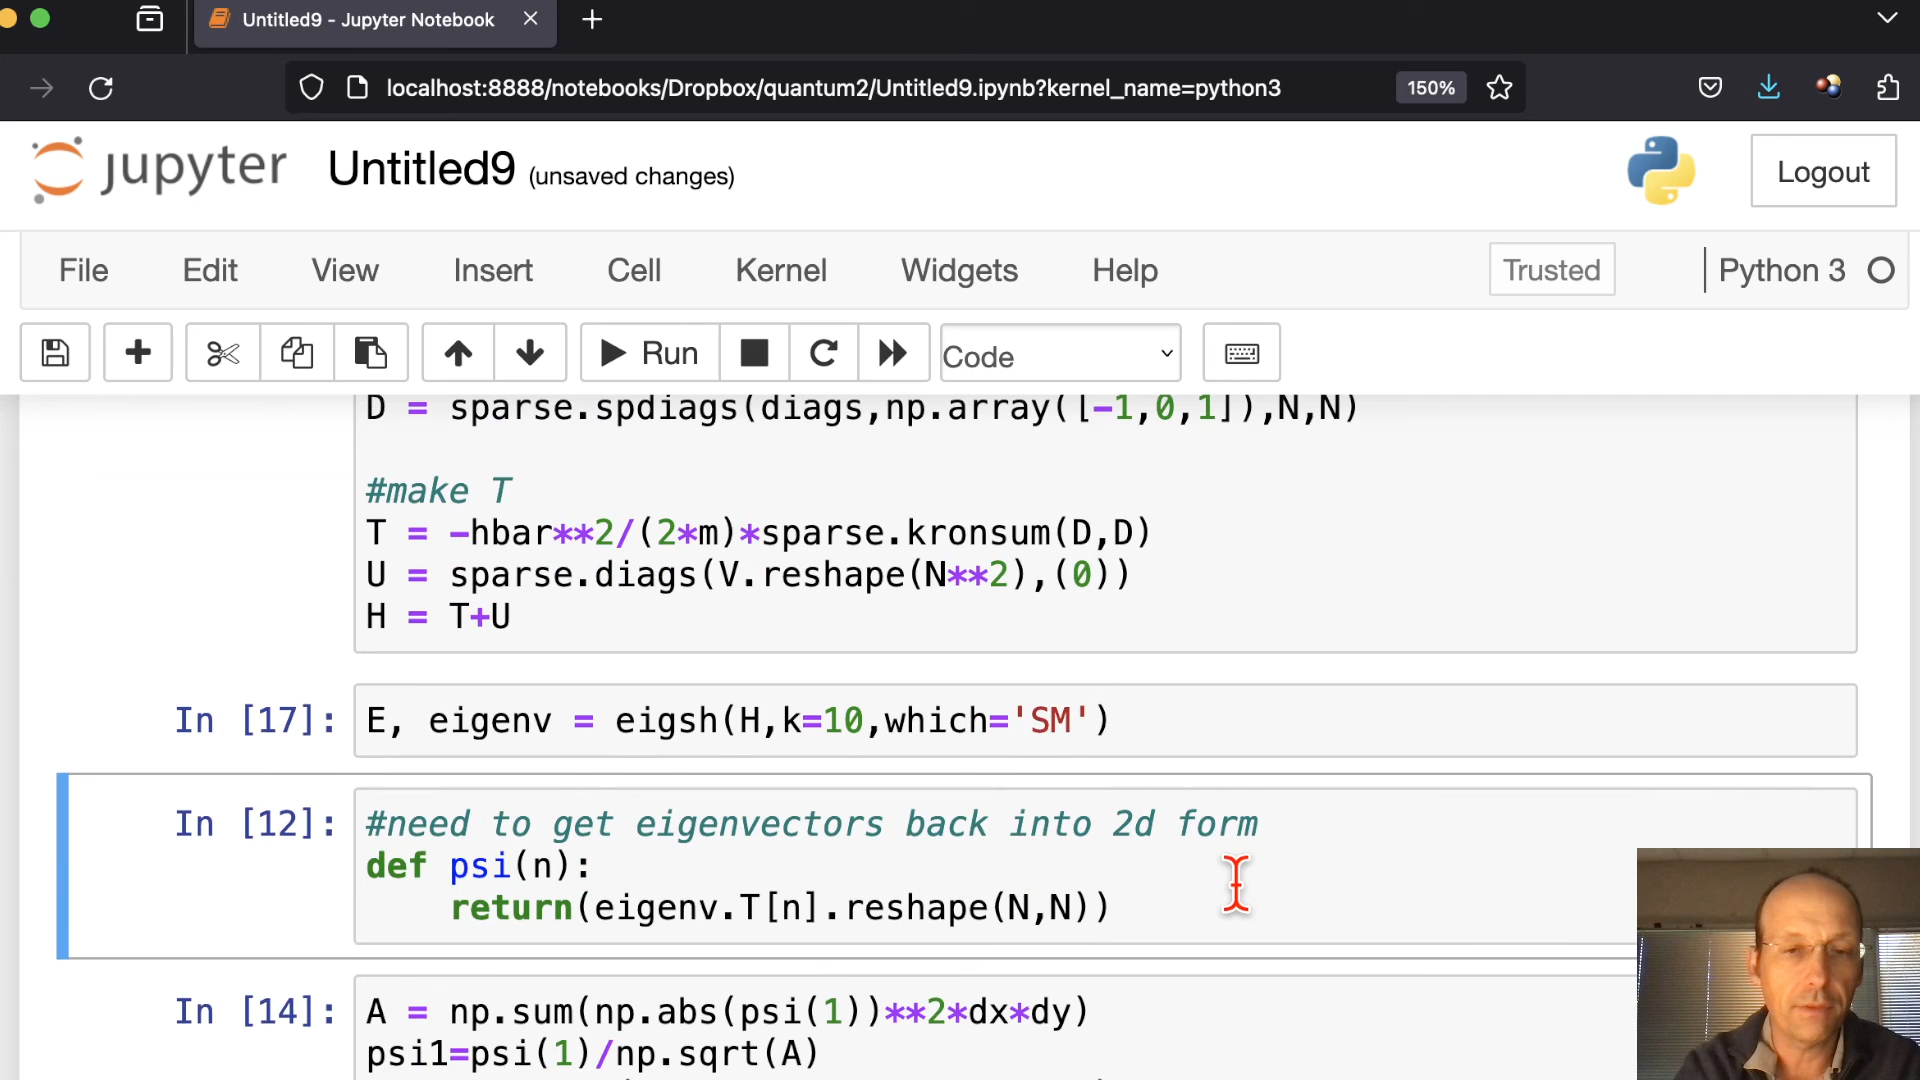 Untitled9 - Jupyter Notebook
localhost:8888/notebooks/Dropbox/quantum2/Untitled9.ipynb?kernel_name=python3
150%
jupyter
Untitled9 (unsaved changes)
Logout
File Edit View Insert Cell Kernel Widgets Help
Trusted
Python 3
Run
Code
D = sparse.spdiags(diags,np.array([-1,0,1]),N,N)
#make T
T = -hbar**2/(2*m)*sparse.kronsum(D,D)
U = sparse.diags(V.reshape(N**2),(0))
H = T+U
In [17]: E, eigenv = eigsh(H,k=10,which='SM')
In [12]: #need to get eigenvectors back into 2d form
def psi(n):
return(eigenv.T[n].reshape(N,N))
In [14]: A = np.sum(np.abs(psi(1))**2*dx*dy)
psi1=psi(1)/np.sqrt(A)